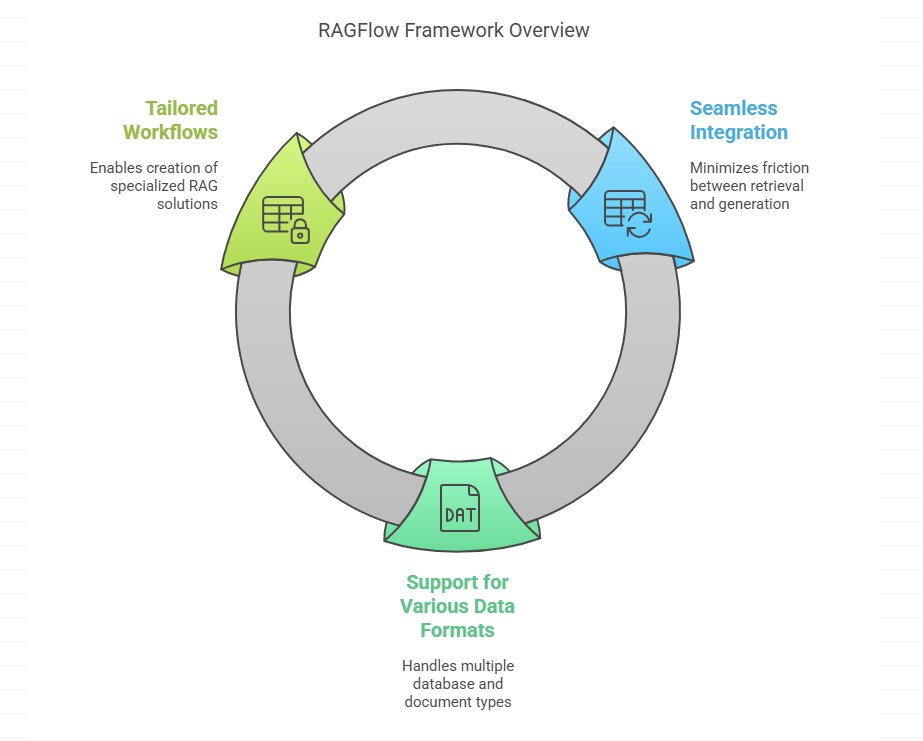 RAGFlow Framework Overview
Tailored
Workflows
Enables creation of
specialized RAG
solutions
Seamless
Integration
Minimizes friction
between retrieval
and generation
DAT
Support for
Various Data
Formats
Handles multiple
database and
document types